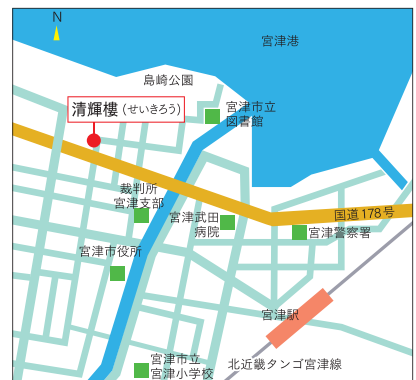 N
宮津港
島崎公園
清輝樓(せいきろう)
宮津市立
図書館
裁判所
宮津支部
宮津武田
病院
国道178号
宮津警察署
宮津市役所
宮津駅
宮津市立
宮津小学校
北近畿タンゴ宮津線